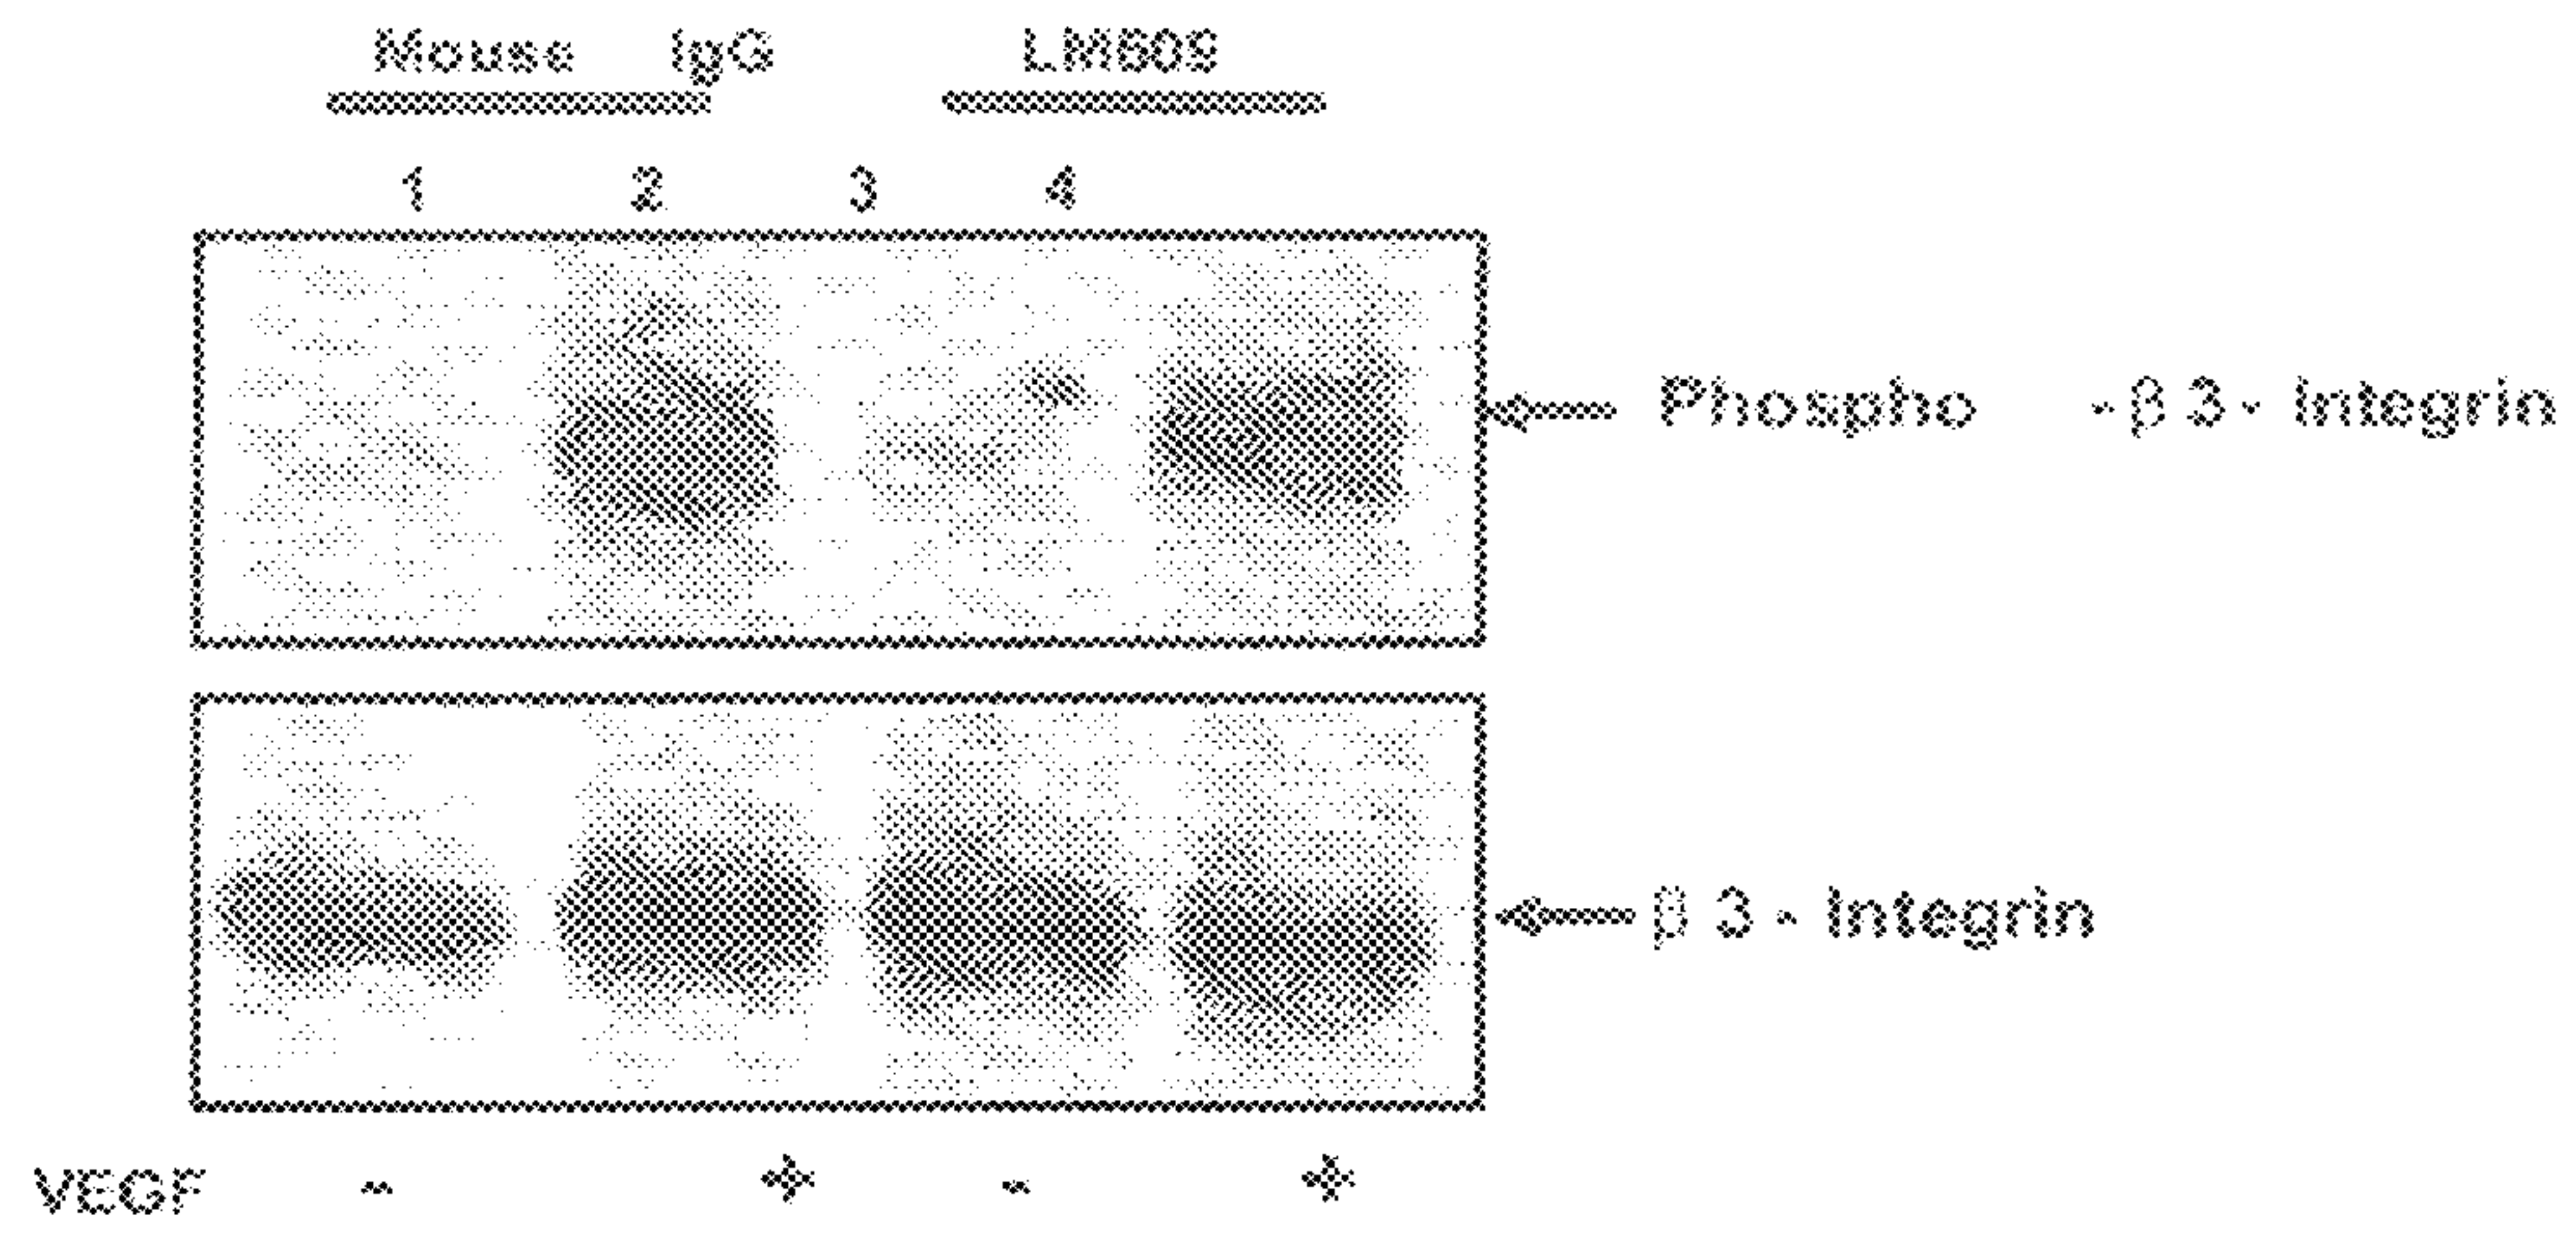 Mouse IgG LM609
1 2 3 4
Phospho - β 3 - Integrin
β 3 - Integrin
VEGF - + - +